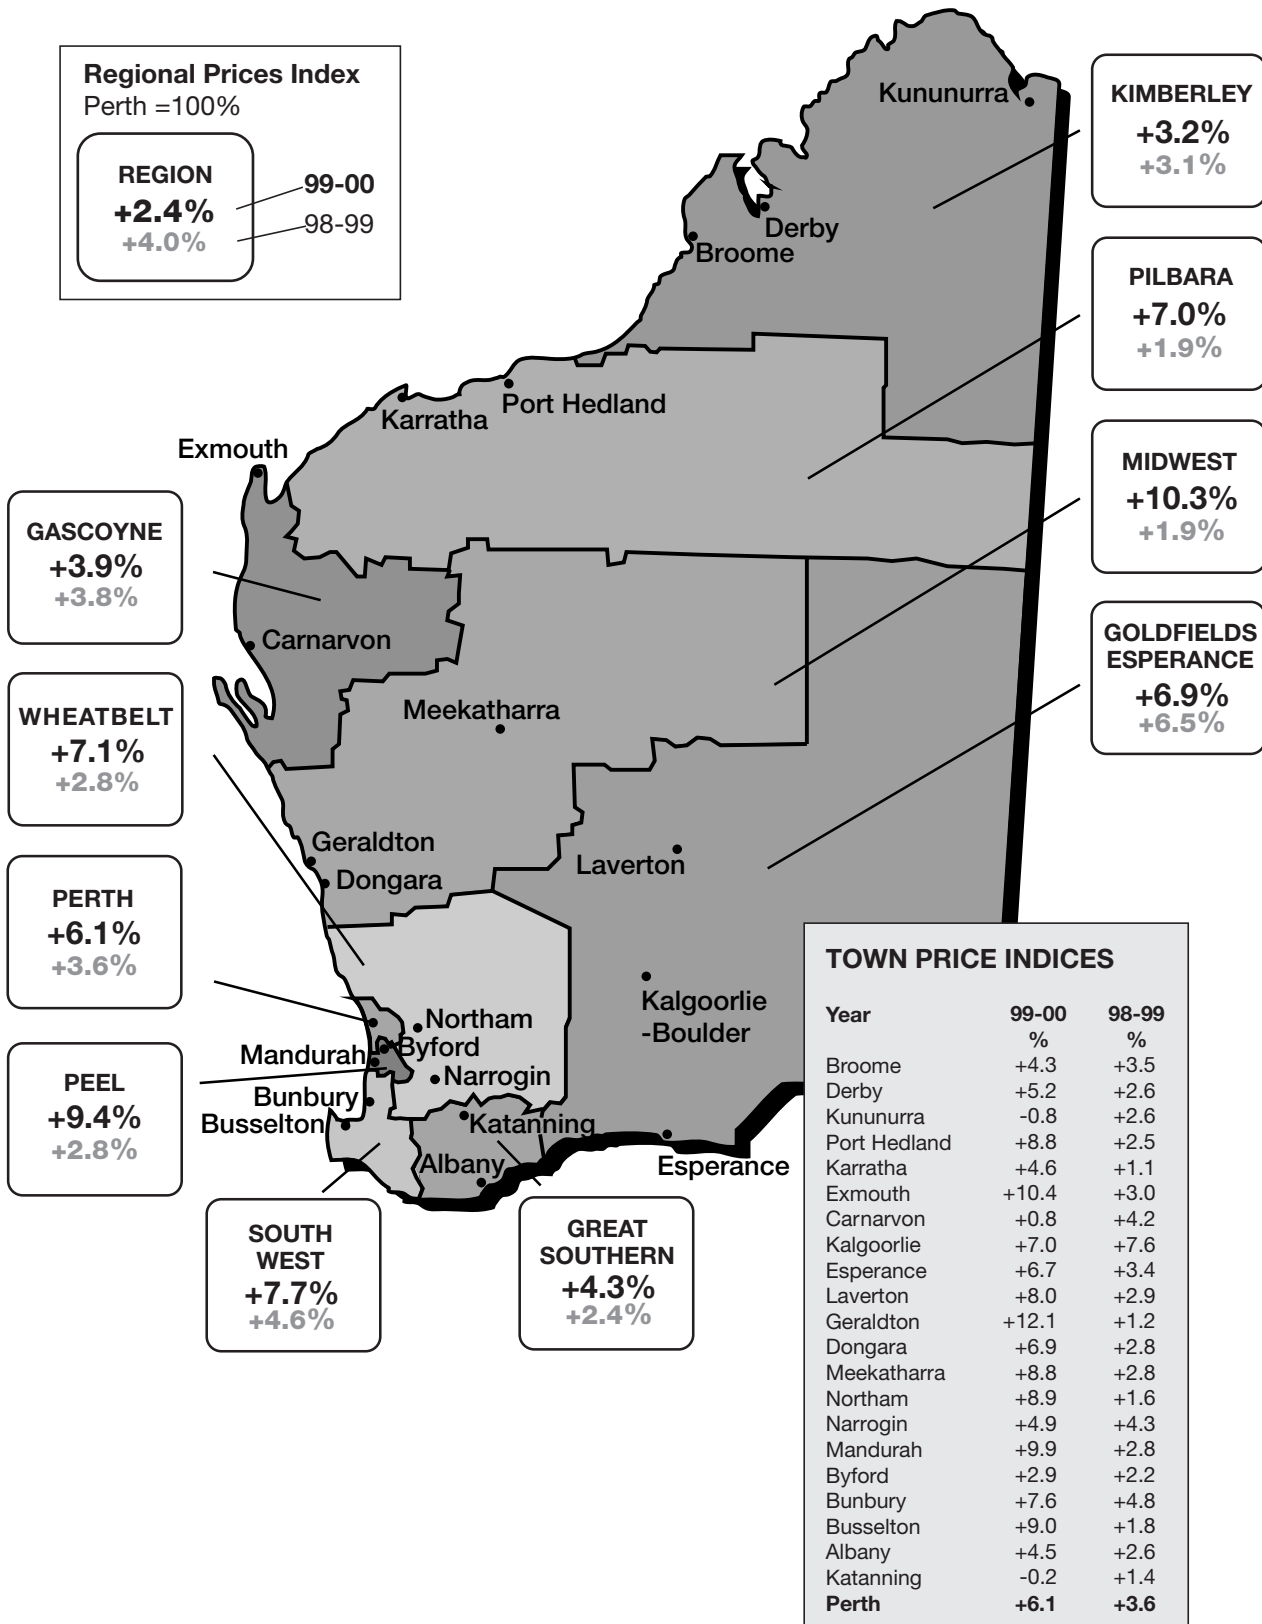 Regional Prices Index
Perth =100%
REGION
+2.4%
+4.0%
99-00
98-99
KIMBERLEY
+3.2%
+3.1%
PILBARA
+7.0%
+1.9%
MIDWEST
+10.3%
+1.9%
GOLDFIELDS
ESPERANCE
+6.9%
+6.5%
GASCOYNE
+3.9%
+3.8%
WHEATBELT
+7.1%
+2.8%
PERTH
+6.1%
+3.6%
PEEL
+9.4%
+2.8%
SOUTH
WEST
+7.7%
+4.6%
GREAT
SOUTHERN
+4.3%
+2.4%
Kununurra
Derby
Broome
Port Hedland
Karratha
Exmouth
Carnarvon
Meekatharra
Geraldton
Dongara
Laverton
Kalgoorlie
-Boulder
Northam
Byford
Mandurah
Narrogin
Bunbury
Busselton
Katanning
Albany
Esperance
TOWN PRICE INDICES
Year 99-00 98-99
% %
Broome +4.3 +3.5
Derby +5.2 +2.6
Kununurra -0.8 +2.6
Port Hedland +8.8 +2.5
Karratha +4.6 +1.1
Exmouth +10.4 +3.0
Carnarvon +0.8 +4.2
Kalgoorlie +7.0 +7.6
Esperance +6.7 +3.4
Laverton +8.0 +2.9
Geraldton +12.1 +1.2
Dongara +6.9 +2.8
Meekatharra +8.8 +2.8
Northam +8.9 +1.6
Narrogin +4.9 +4.3
Mandurah +9.9 +2.8
Byford +2.9 +2.2
Bunbury +7.6 +4.8
Busselton +9.0 +1.8
Albany +4.5 +2.6
Katanning -0.2 +1.4
Perth +6.1 +3.6